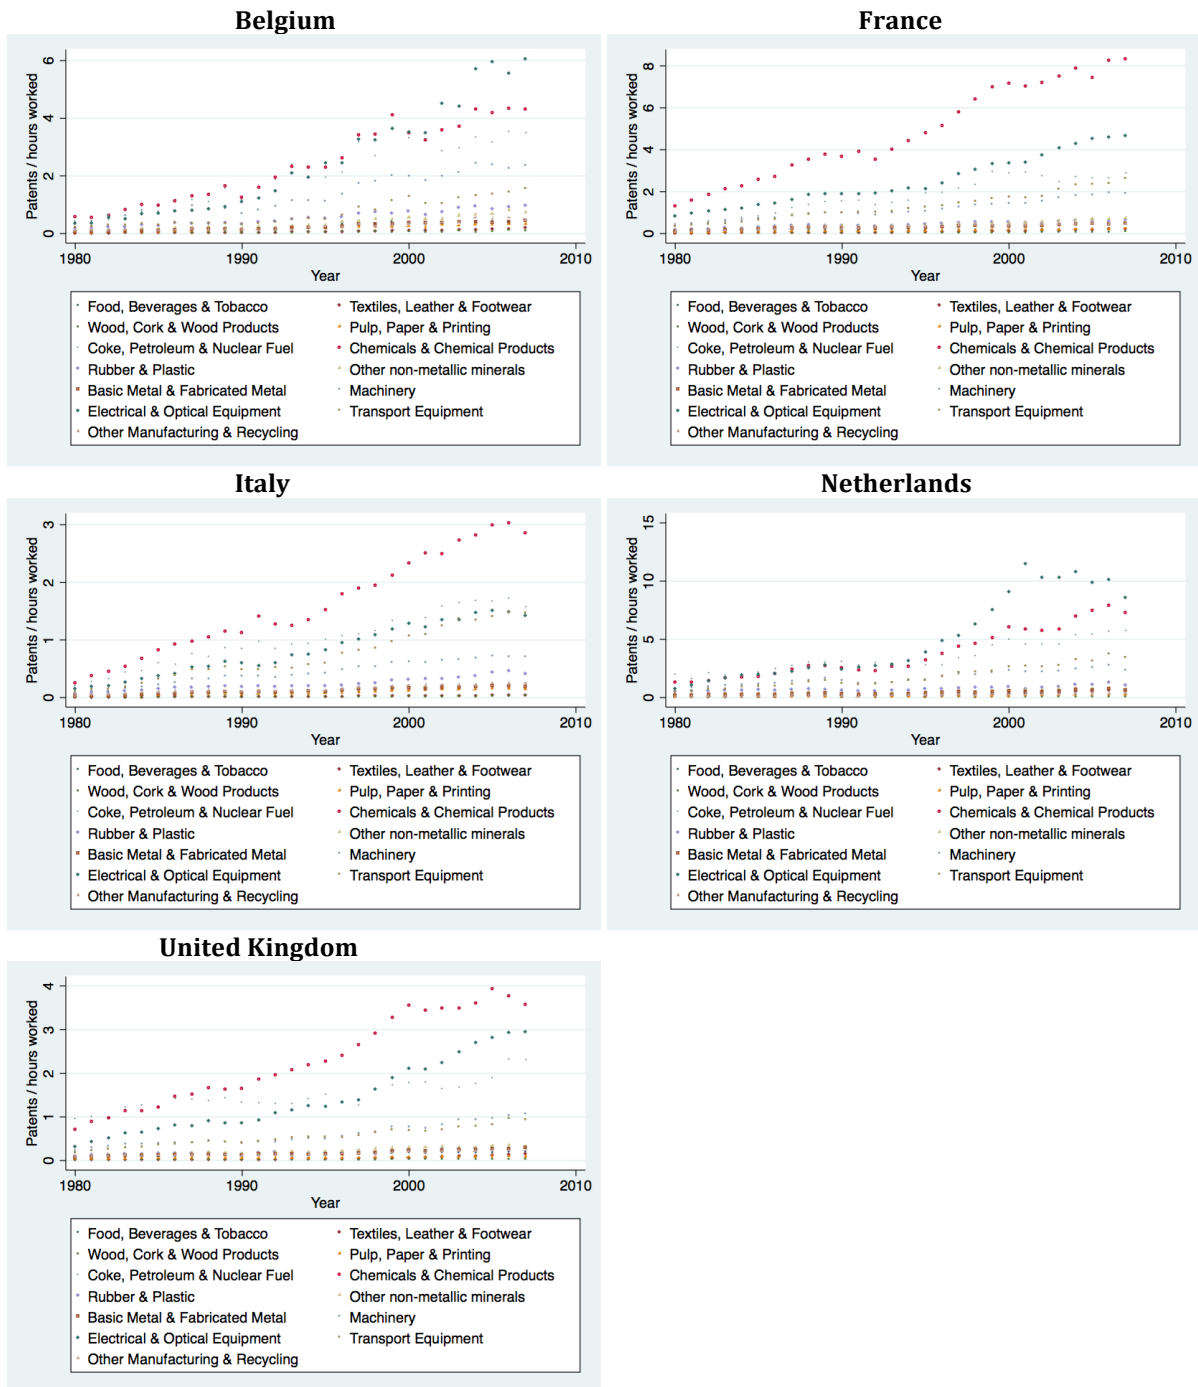 Belgium
Patents / hours worked
6
4
2
0
1980 1990 2000 2010
Year
Food, Beverages & Tobacco Textiles, Leather & Footwear
Wood, Cork & Wood Products Pulp, Paper & Printing
Coke, Petroleum & Nuclear Fuel Chemicals & Chemical Products
Rubber & Plastic Other non-metallic minerals
Basic Metal & Fabricated Metal Machinery
Electrical & Optical Equipment Transport Equipment
Other Manufacturing & Recycling
France
Patents / hours worked
8
6
4
2
0
1980 1990 2000 2010
Year
Food, Beverages & Tobacco Textiles, Leather & Footwear
Wood, Cork & Wood Products Pulp, Paper & Printing
Coke, Petroleum & Nuclear Fuel Chemicals & Chemical Products
Rubber & Plastic Other non-metallic minerals
Basic Metal & Fabricated Metal Machinery
Electrical & Optical Equipment Transport Equipment
Other Manufacturing & Recycling
Italy
Patents / hours worked
3
2
1
0
1980 1990 2000 2010
Year
Food, Beverages & Tobacco Textiles, Leather & Footwear
Wood, Cork & Wood Products Pulp, Paper & Printing
Coke, Petroleum & Nuclear Fuel Chemicals & Chemical Products
Rubber & Plastic Other non-metallic minerals
Basic Metal & Fabricated Metal Machinery
Electrical & Optical Equipment Transport Equipment
Other Manufacturing & Recycling
Netherlands
Patents / hours worked
15
10
5
0
1980 1990 2000 2010
Year
Food, Beverages & Tobacco Textiles, Leather & Footwear
Wood, Cork & Wood Products Pulp, Paper & Printing
Coke, Petroleum & Nuclear Fuel Chemicals & Chemical Products
Rubber & Plastic Other non-metallic minerals
Basic Metal & Fabricated Metal Machinery
Electrical & Optical Equipment Transport Equipment
Other Manufacturing & Recycling
United Kingdom
Patents / hours worked
4
3
2
1
0
1980 1990 2000 2010
Year
Food, Beverages & Tobacco Textiles, Leather & Footwear
Wood, Cork & Wood Products Pulp, Paper & Printing
Coke, Petroleum & Nuclear Fuel Chemicals & Chemical Products
Rubber & Plastic Other non-metallic minerals
Basic Metal & Fabricated Metal Machinery
Electrical & Optical Equipment Transport Equipment
Other Manufacturing & Recycling